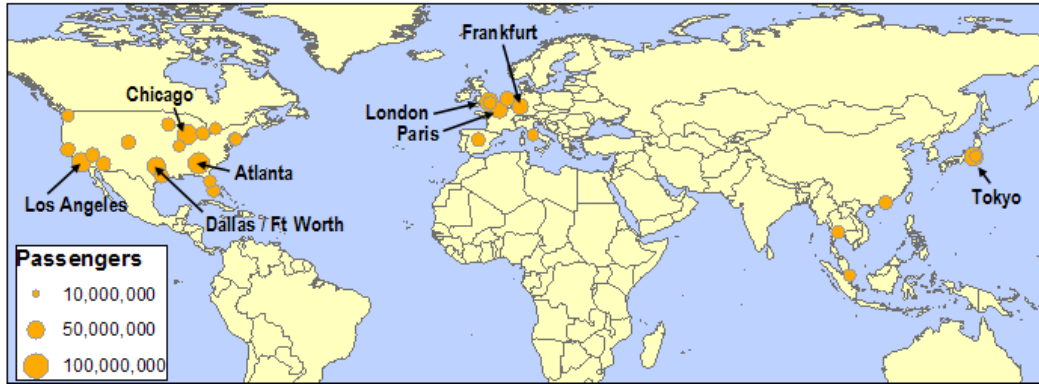 Frankfurt
Chicago
London
Paris
Atlanta
Los Angeles
Tokyo
Dallas / Ft Worth
Passengers
10,000,000
50,000,000
100,000,000